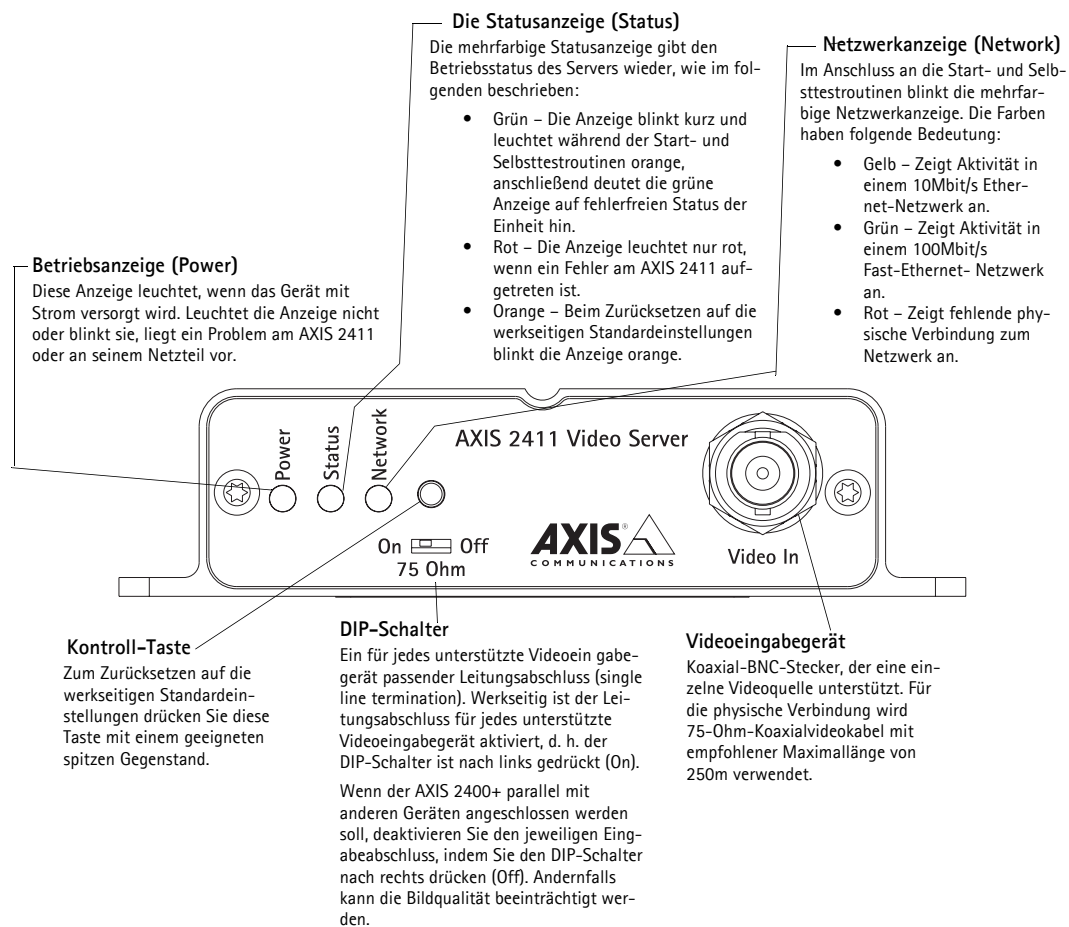 Die Statusanzeige (Status)
Die mehrfarbige Statusanzeige gibt den
Betriebsstatus des Servers wieder, wie im fol-
genden beschrieben:
• Grün – Die Anzeige blinkt kurz und
leuchtet während der Start- und
Selbsttestroutinen orange,
anschließend deutet die grüne
Anzeige auf fehlerfreien Status der
Einheit hin.
• Rot – Die Anzeige leuchtet nur rot,
wenn ein Fehler am AXIS 2411 auf-
getreten ist.
• Orange – Beim Zurücksetzen auf die
werkseitigen Standardeinstellungen
blinkt die Anzeige orange.
Netzwerkanzeige (Network)
Im Anschluss an die Start- und Selb-
sttestroutinen blinkt die mehrfar-
bige Netzwerkanzeige. Die Farben
haben folgende Bedeutung:
• Gelb – Zeigt Aktivität in
einem 10Mbit/s Ether-
net-Netzwerk an.
• Grün – Zeigt Aktivität in
einem 100Mbit/s
Fast-Ethernet- Netzwerk
an.
• Rot – Zeigt fehlende phy-
sische Verbindung zum
Netzwerk an.
Betriebsanzeige (Power)
Diese Anzeige leuchtet, wenn das Gerät mit
Strom versorgt wird. Leuchtet die Anzeige nicht
oder blinkt sie, liegt ein Problem am AXIS 2411
oder an seinem Netzteil vor.
Power
Status
Network
AXIS 2411 Video Server
On Off
75 Ohm
AXIS®
COMMUNICATIONS
Video In
Kontroll-Taste
Zum Zurücksetzen auf die
werkseitigen Standardein-
stellungen drücken Sie diese
Taste mit einem geeigneten
spitzen Gegenstand.
DIP-Schalter
Ein für jedes unterstützte Videoein gabe-
gerät passender Leitungsabschluss (single
line termination). Werkseitig ist der Lei-
tungsabschluss für jedes unterstützte
Videoeingabegerät aktiviert, d. h. der
DIP-Schalter ist nach links gedrückt (On).
Wenn der AXIS 2400+ parallel mit
anderen Geräten angeschlossen werden
soll, deaktivieren Sie den jeweiligen Eing-
abeabschluss, indem Sie den DIP-Schalter
nach rechts drücken (Off). Andernfalls
kann die Bildqualität beeinträchtigt wer-
den.
Videoeingabegerät
Koaxial-BNC-Stecker, der eine ein-
zelne Videoquelle unterstützt. Für
die physische Verbindung wird
75-Ohm-Koaxialvideokabel mit
empfohlener Maximallänge von
250m verwendet.